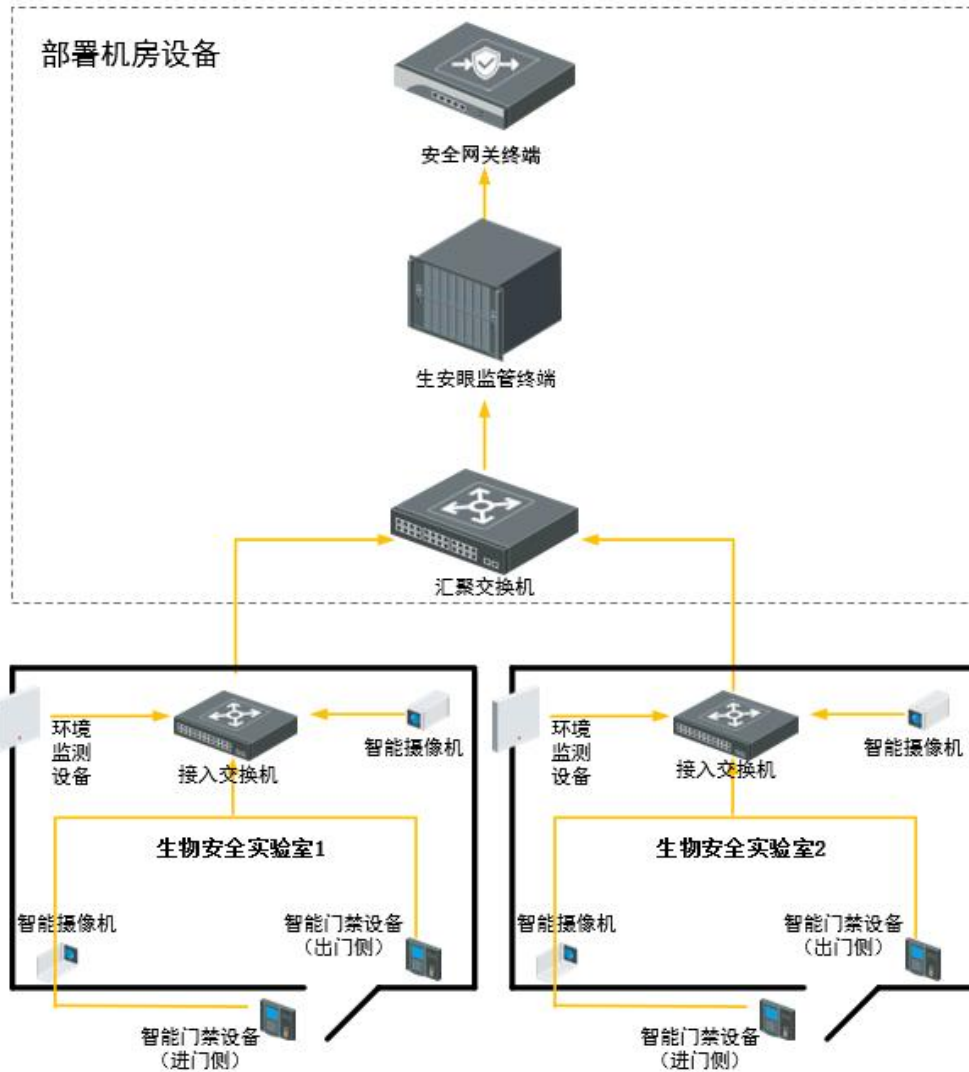 部署机房设备
安全网关终端
生安眼监管终端
汇聚交换机
环境
监测
设备
接入交换机
智能摄像机
生物安全实验室1
智能摄像机
智能门禁设备
（出门侧）
智能门禁设备
（进门侧）
环境
监测
设备
接入交换机
智能摄像机
生物安全实验室2
智能摄像机
智能门禁设备
（出门侧）
智能门禁设备
（进门侧）